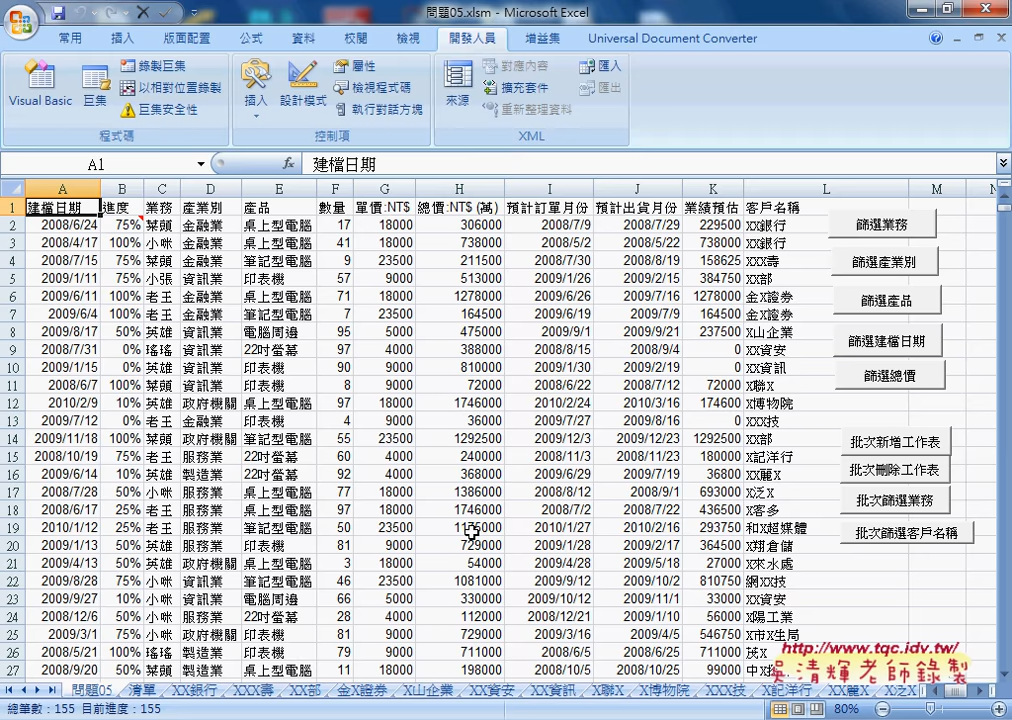 問題05.xlsm - Microsoft Excel
常用 插入 版面配置 公式 資料 校閱 檢視 開發人員 增益集 Universal Document Converter
Visual Basic 巨集 錄製巨集 以相對位置錄製 巨集安全性 程式碼
插入 設計模式 屬性 檢視程式碼 執行對話方塊 控制項
來源 對應內容 擴充套件 重新整理資料 匯入 匯出 XML
A1 fx 建檔日期
A B C D E F G H I J K L M N
1 建檔日期 進度 業務 產業別 產品 數量 單價:NT$ 總價:NT$ (萬) 預計訂單月份 預計出貨月份 業績預估 客戶名稱
2 2008/6/24 75% 菒頭 金融業 桌上型電腦 17 18000 306000 2008/7/9 2008/7/29 229500 XX銀行 篩選業務
3 2008/4/17 100% 小咪 金融業 桌上型電腦 41 18000 738000 2008/5/2 2008/5/22 738000 XX銀行
4 2008/7/15 75% 菒頭 金融業 筆記型電腦 9 23500 211500 2008/7/30 2008/8/19 158625 XXX壽 篩選產業別
5 2009/1/11 75% 小張 金融業 印表機 57 9000 513000 2009/1/26 2009/2/15 384750 XX部
6 2009/6/11 100% 老王 金融業 桌上型電腦 71 18000 1278000 2009/6/26 2009/7/16 1278000 金X證券 篩選產品
7 2009/6/4 100% 老王 金融業 筆記型電腦 7 23500 164500 2009/6/19 2009/7/9 164500 金X證券
8 2009/8/17 50% 英雄 資訊業 電腦周邊 95 5000 475000 2009/9/1 2009/9/21 237500 X山企業 篩選建檔日期
9 2008/7/31 0% 瑤瑤 資訊業 22吋螢幕 97 4000 388000 2008/8/15 2008/9/4 0 XX資安
10 2009/1/15 0% 英雄 資訊業 印表機 90 9000 810000 2009/1/30 2009/2/19 0 XX資訊 篩選總價
11 2008/6/7 100% 菒頭 資訊業 印表機 8 9000 72000 2008/6/22 2008/7/12 72000 X聯X
12 2010/2/9 10% 英雄 政府機關 桌上型電腦 97 18000 1746000 2010/2/24 2010/3/16 174600 X博物院
13 2009/7/12 0% 老王 金融業 印表機 4 9000 36000 2009/7/27 2009/8/16 0 XXX技
14 2009/11/18 100% 菒頭 政府機關 筆記型電腦 55 23500 1292500 2009/12/3 2009/12/23 1292500 XX部 批次新增工作表
15 2008/10/19 75% 老王 服務業 22吋螢幕 60 4000 240000 2008/11/3 2008/11/23 180000 X記洋行
16 2009/6/14 10% 英雄 製造業 22吋螢幕 92 4000 368000 2009/6/29 2009/7/19 36800 XX麗X 批次刪除工作表
17 2008/7/28 50% 小咪 服務業 桌上型電腦 77 18000 1386000 2008/8/12 2008/9/1 693000 X泛X 批次篩選業務
18 2008/6/17 25% 老王 服務業 桌上型電腦 97 18000 1746000 2008/7/2 2008/7/22 436500 X客多
19 2010/1/12 25% 老王 服務業 筆記型電腦 50 23500 2010/1/27 2010/2/16 293750 和X超媒體 批次篩選客戶名稱
20 2009/1/13 50% 英雄 服務業 印表機 81 9000 729000 2009/1/28 2009/2/17 364500 X翔倉儲
21 2009/4/13 50% 英雄 政府機關 桌上型電腦 3 18000 54000 2009/4/28 2009/5/18 27000 X來水處
22 2009/8/28 75% 小咪 資訊業 筆記型電腦 46 23500 1081000 2009/9/12 2009/10/2 810750 網XX技
23 2009/9/27 10% 小咪 資訊業 電腦周邊 66 5000 330000 2009/10/12 2009/11/1 33000 XX資安
24 2008/12/6 50% 小咪 服務業 22吋螢幕 28 4000 112000 2008/12/21 2009/1/10 56000 X陽工業
25 2009/3/1 75% 小咪 政府機關 印表機 81 9000 729000 2009/3/16 2009/4/5 546750 X市X生局
26 2008/5/21 100% 瑤瑤 製造業 印表機 79 9000 711000 2008/6/5 2008/6/25 711000 茂X http://www.tqc.idv.tw/
27 2008/9/20 50% 菒頭 製造業 桌上型電腦 11 18000 198000 2008/10/5 2008/10/25 99000 吳清輝老師錄製
問題05 清單 XX銀行 XXX壽 XX部 金X證券 X山企業 XX資安 XX資訊 X聯X X博物院 XXX技 X記洋行 XX麗X X泛X
總筆數：155 目前進度：155 80%